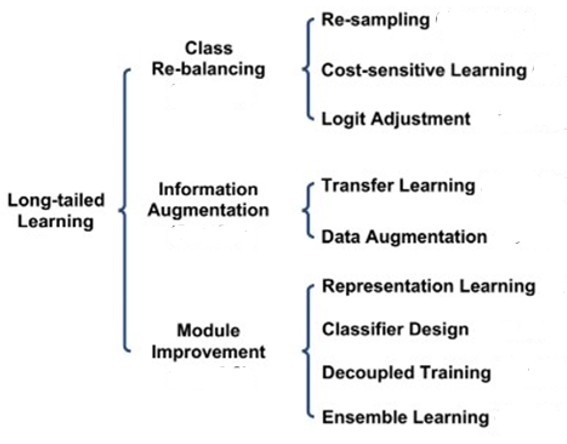 Long-tailed
Learning
Class
Re-balancing
Re-sampling
Cost-sensitive Learning
Logit Adjustment
Information
Augmentation
Transfer Learning
Data Augmentation
Module
Improvement
Representation Learning
Classifier Design
Decoupled Training
Ensemble Learning